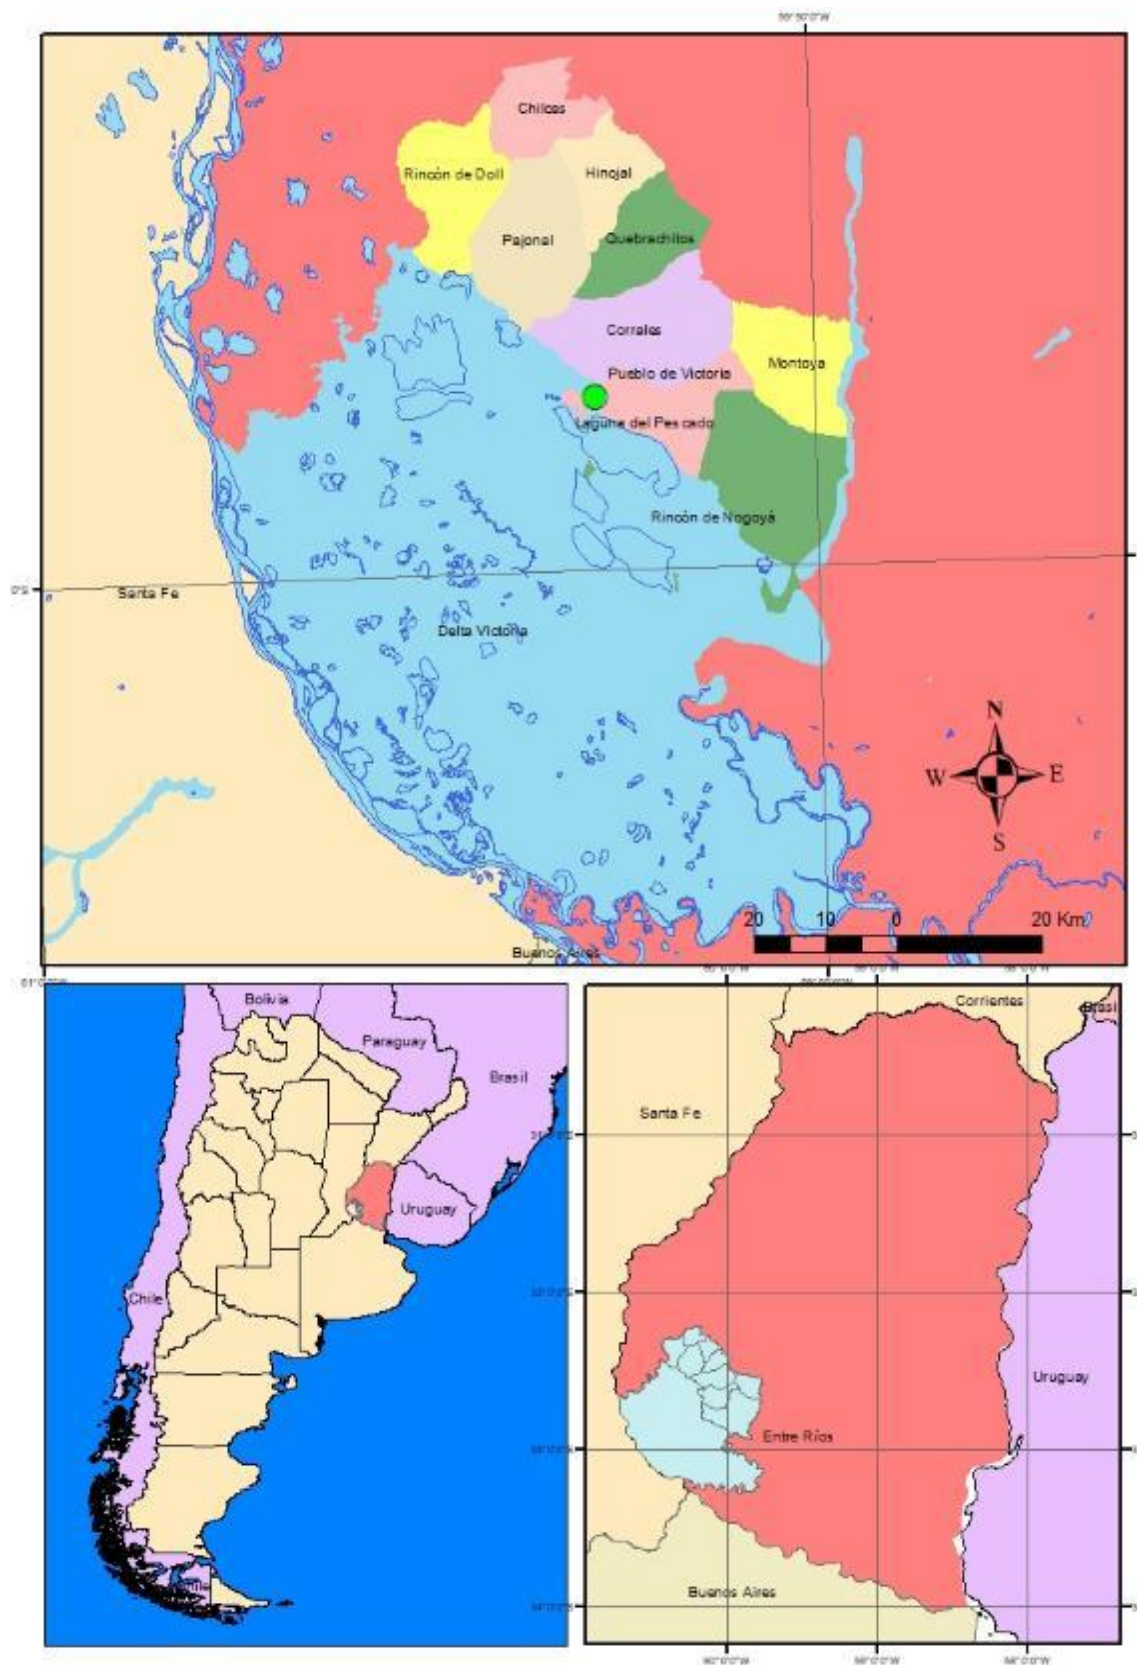 Chilcas
Rincón de Doll
Hinojal
Pajonal
Quebrachitos
Corrales
Montoya
Pueblo de Victoria
Laguna del Pescado
Rincón de Nogoyá
Santa Fe
Delta Victoria
N
W
E
S
20 10 0 20 Km
Buenos Aires
Bolivia
Paraguay
Brasil
Uruguay
Chile
Corrientes
Brasil
Santa Fe
Uruguay
Entre Ríos
Buenos Aires